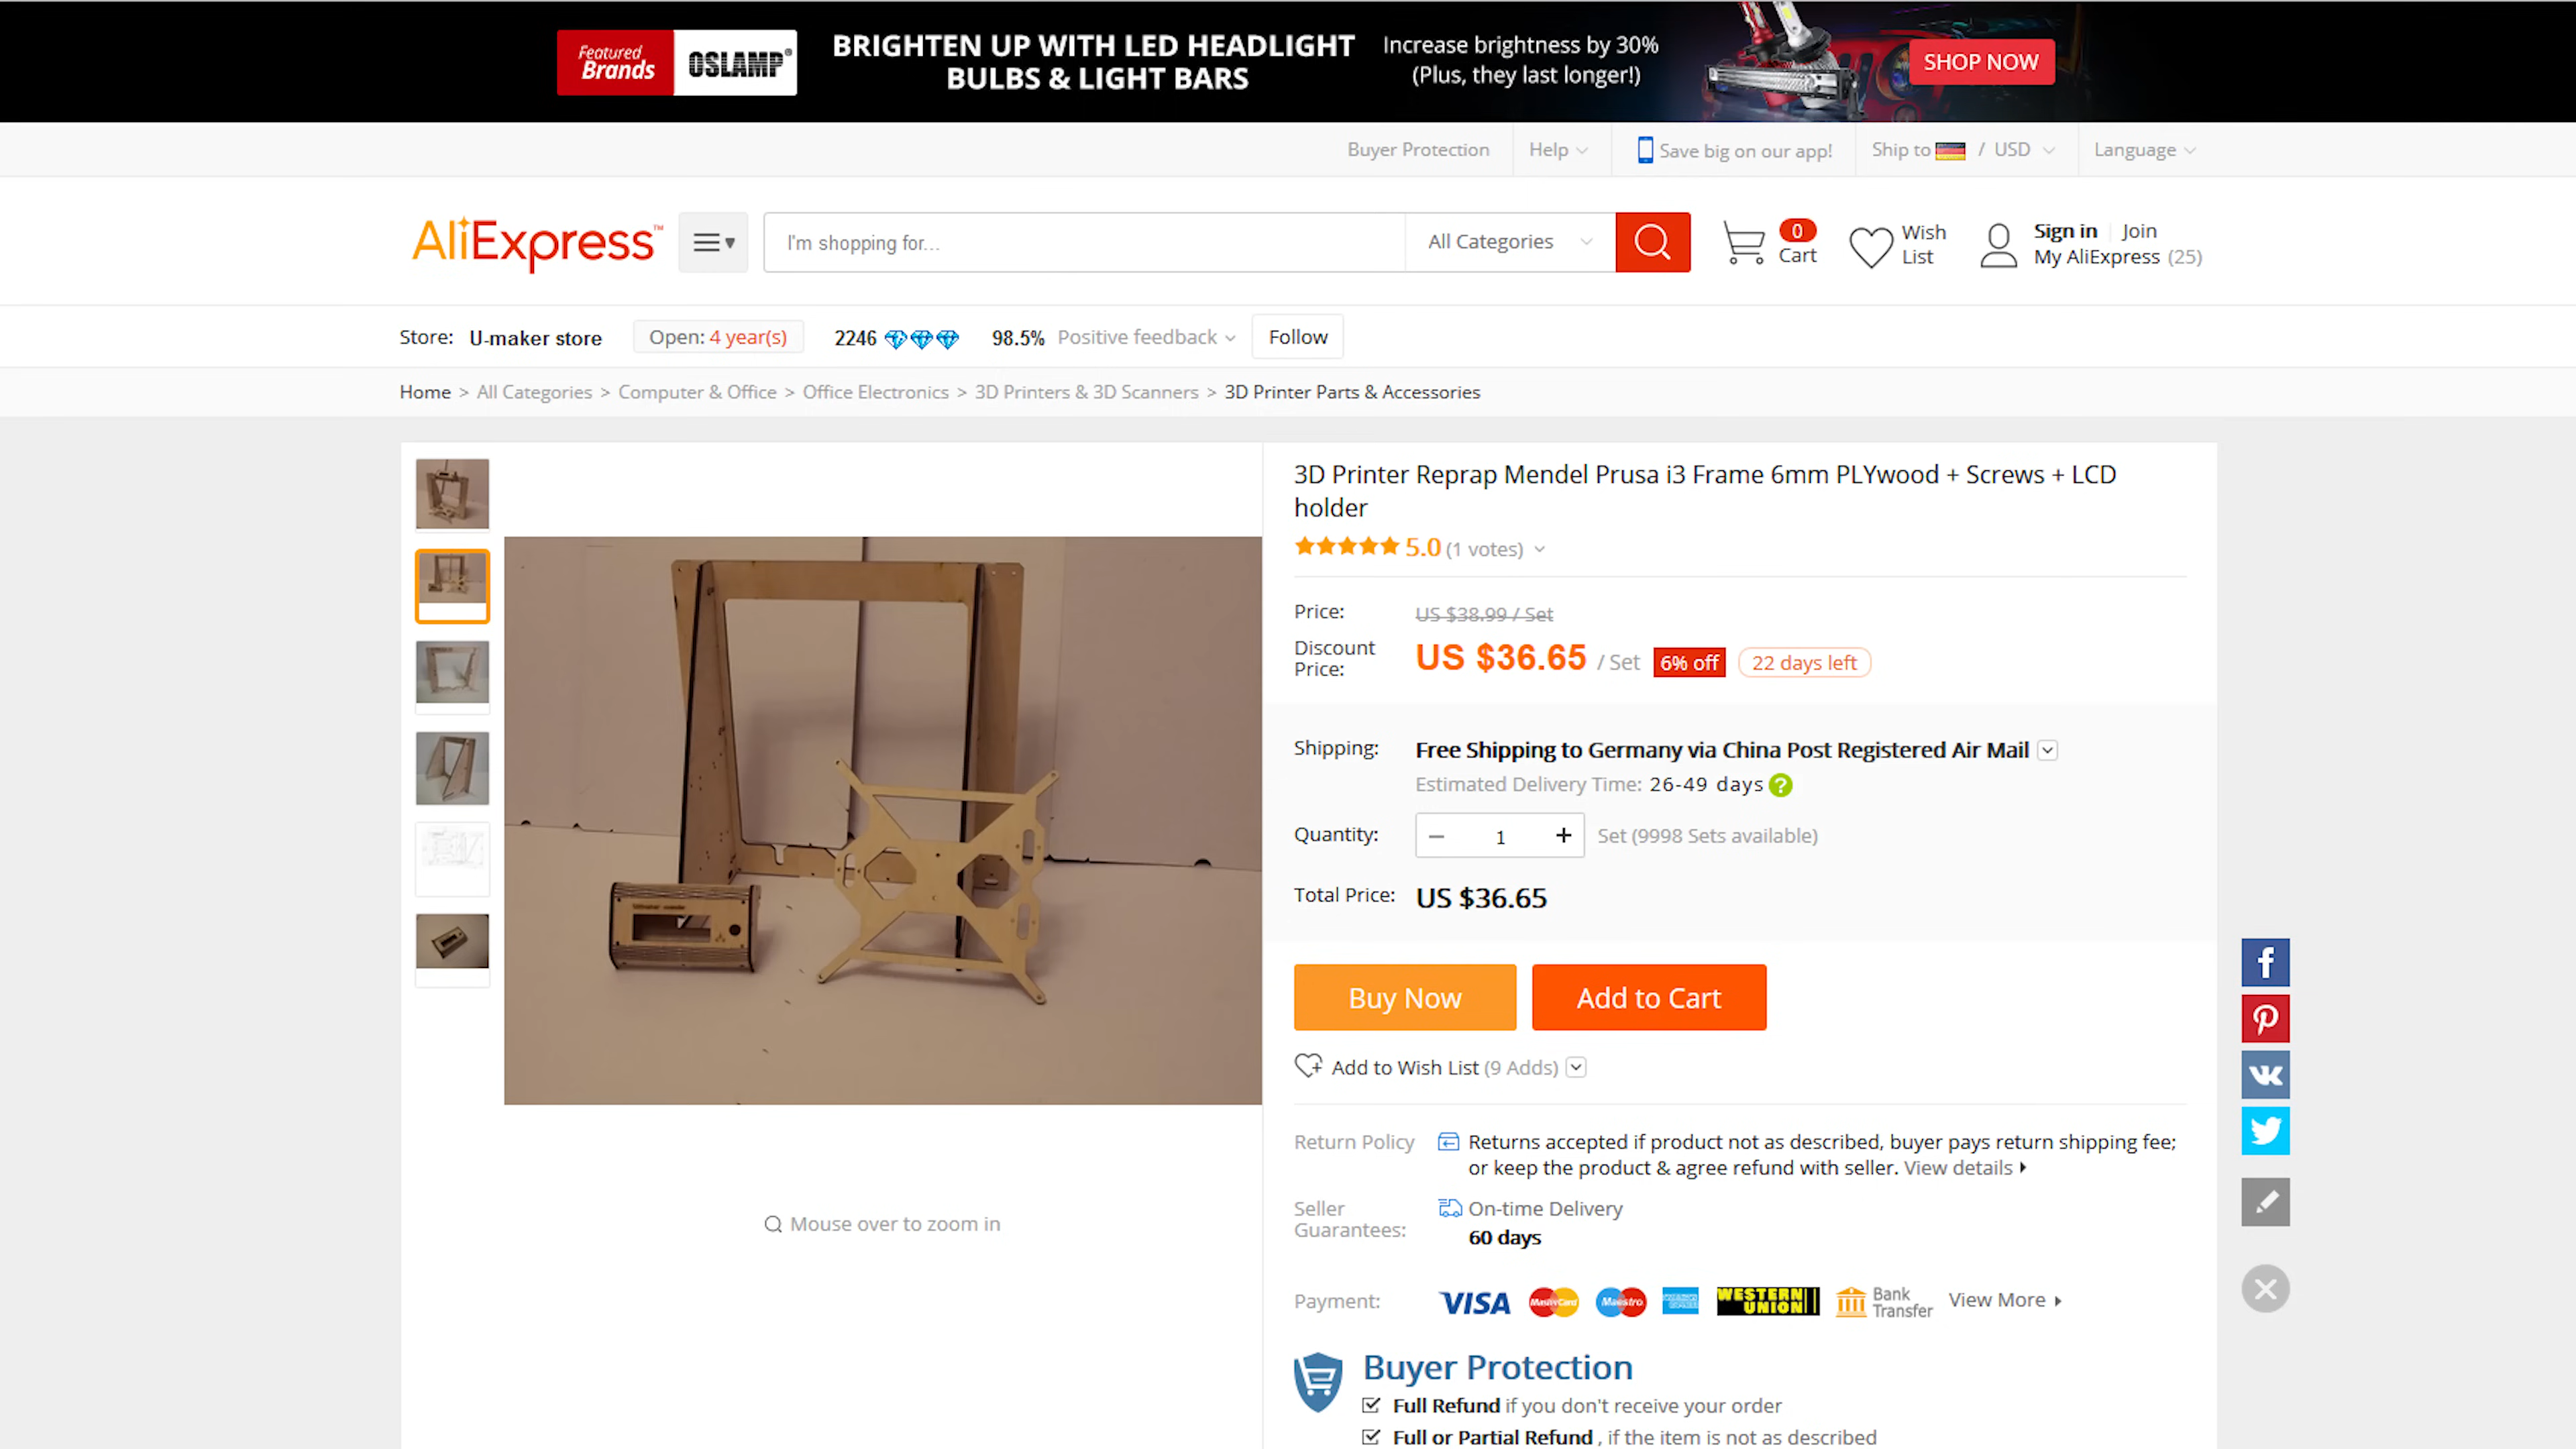 Featured Brands OSLAMP®
BRIGHTEN UP WITH LED HEADLIGHT
BULBS & LIGHT BARS
Increase brightness by 30%
(Plus, they last longer!)
SHOP NOW
Buyer Protection Help Save big on our app! Ship to / USD Language
AliExpress™
I'm shopping for...
All Categories
0
Cart
Wish
List
Sign in Join
My AliExpress (25)
Store: U-maker store Open: 4 year(s) 2246 98.5% Positive feedback Follow
Home > All Categories > Computer & Office > Office Electronics > 3D Printers & 3D Scanners > 3D Printer Parts & Accessories
3D Printer Reprap Mendel Prusa i3 Frame 6mm PLYwood + Screws + LCD
holder
5.0 (1 votes)
Price: US $38.99 / Set
Discount
Price: US $36.65 / Set 6% off 22 days left
Shipping: Free Shipping to Germany via China Post Registered Air Mail
Estimated Delivery Time: 26-49 days ?
Quantity: − 1 + Set (9998 Sets available)
Total Price: US $36.65
Buy Now Add to Cart
Add to Wish List (9 Adds)
Return Policy Returns accepted if product not as described, buyer pays return shipping fee;
or keep the product & agree refund with seller. View details
Mouse over to zoom in
Seller
Guarantees: On-time Delivery
60 days
Payment: VISA MasterCard Maestro AMERICAN EXPRESS WESTERN UNION Bank Transfer View More
Buyer Protection
Full Refund if you don't receive your order
Full or Partial Refund , if the item is not as described